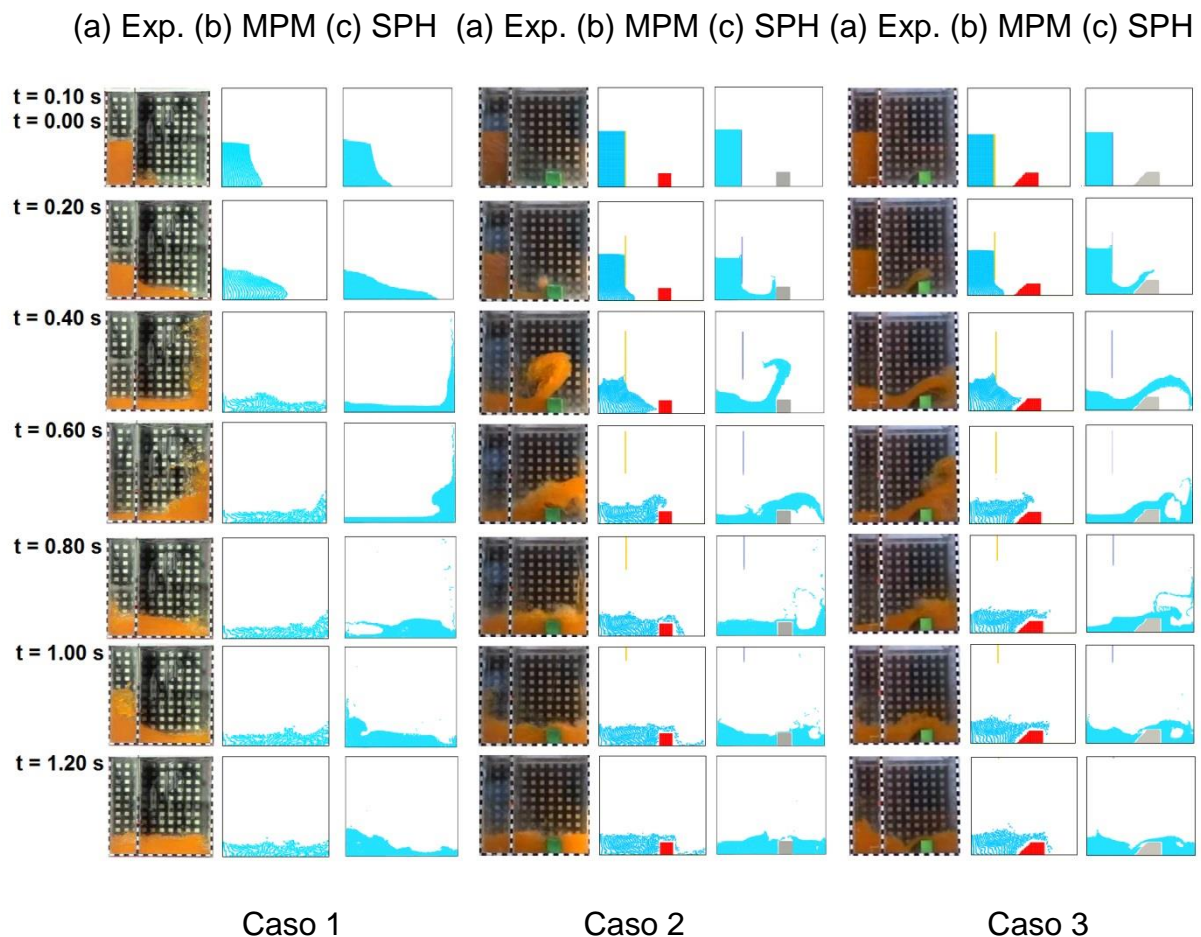 (a) Exp. (b) MPM (c) SPH (a) Exp. (b) MPM (c) SPH (a) Exp. (b) MPM (c) SPH
t = 0.10 s
t = 0.00 s
t = 0.20 s
t = 0.40 s
t = 0.60 s
t = 0.80 s
t = 1.00 s
t = 1.20 s
Caso 1 Caso 2 Caso 3